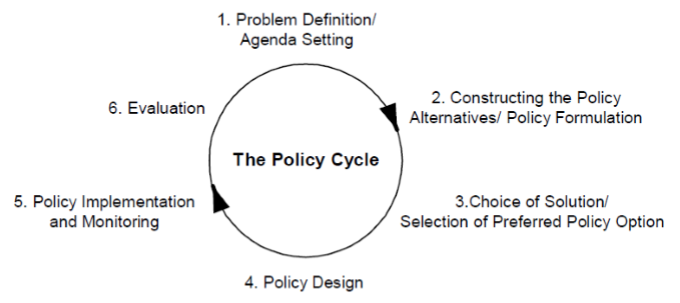 1. Problem Definition/
Agenda Setting
2. Constructing the Policy
Alternatives/ Policy Formulation
6. Evaluation
The Policy Cycle
5. Policy Implementation
and Monitoring
3.Choice of Solution/
Selection of Preferred Policy Option
4. Policy Design